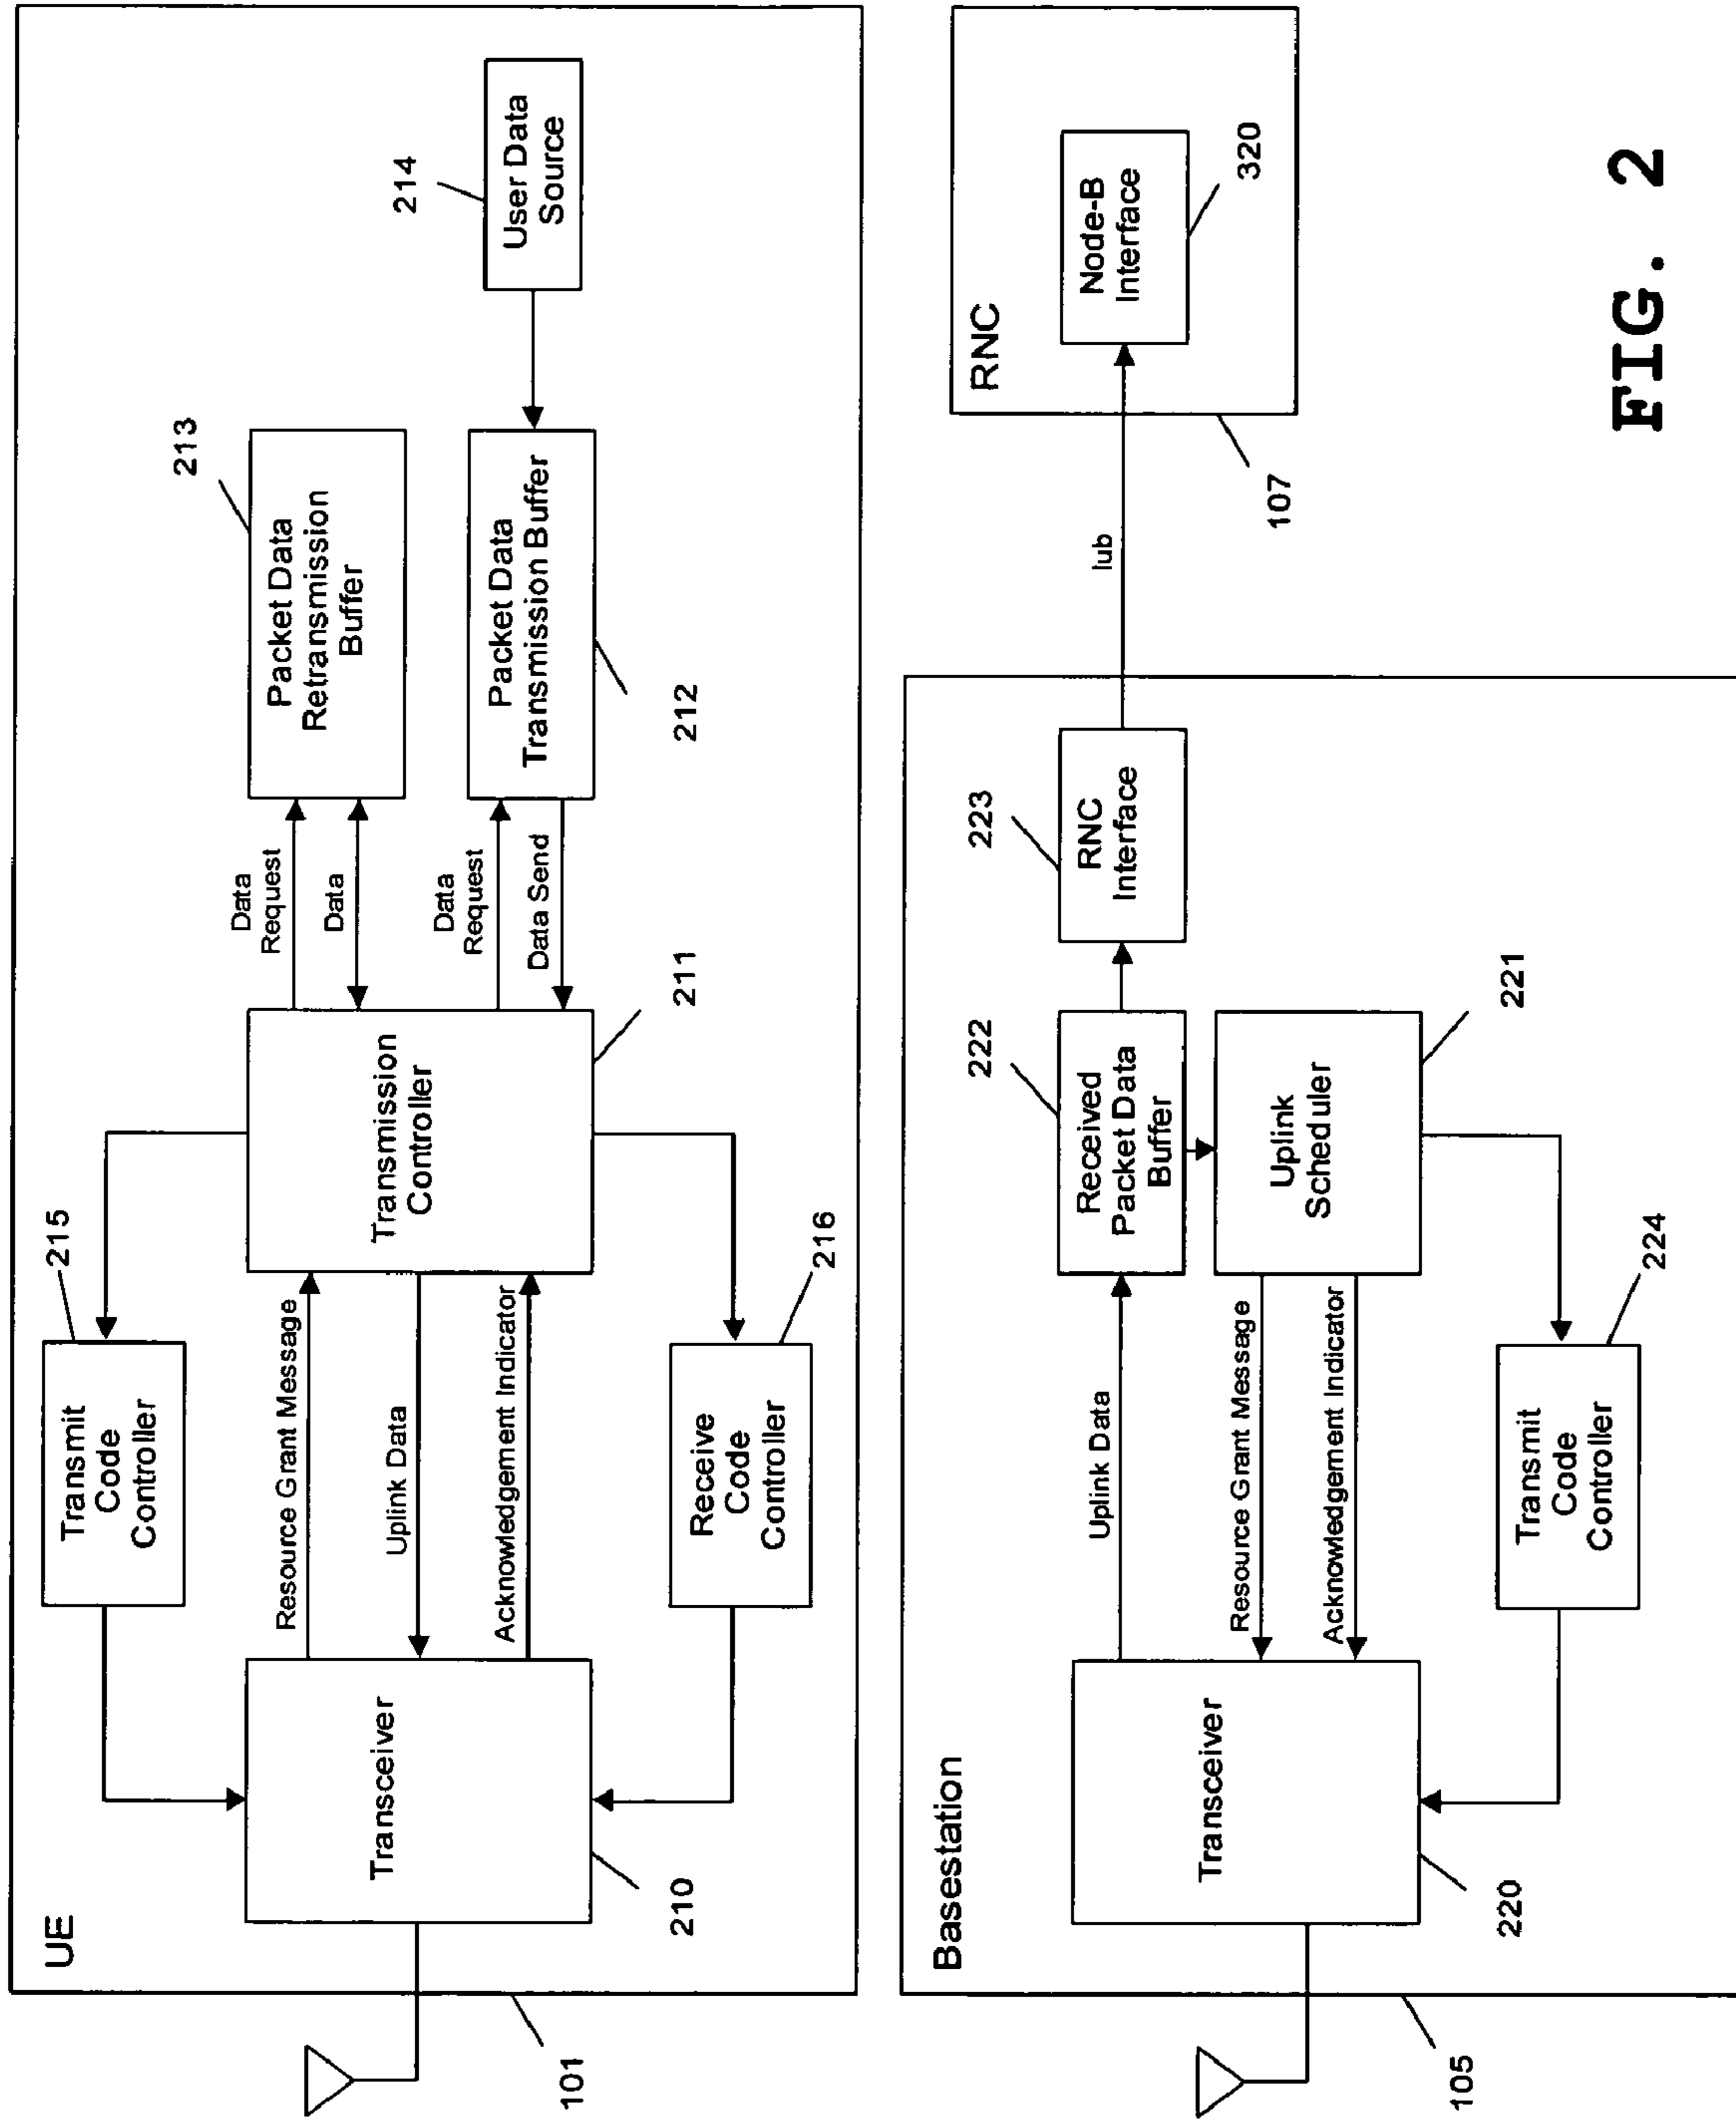 UE
101
Transceiver
210
Transmit
Code
Controller
215
Resource Grant Message
Uplink Data
Acknowledgement Indicator
Receive
Code
Controller
216
Transmission
Controller
211
Data
Request
Data
Data
Request
Data Send
Packet Data
Retransmission
Buffer
213
Packet Data
Transmission Buffer
212
User Data
Source
214
Basestation
105
Transceiver
220
Uplink Data
Resource Grant Message
Acknowledgement Indicator
Transmit
Code
Controller
224
Received
Packet Data
Buffer
222
Uplink
Scheduler
221
RNC
Interface
223
Iub
RNC
107
Node-B
Interface
320
FIG. 2